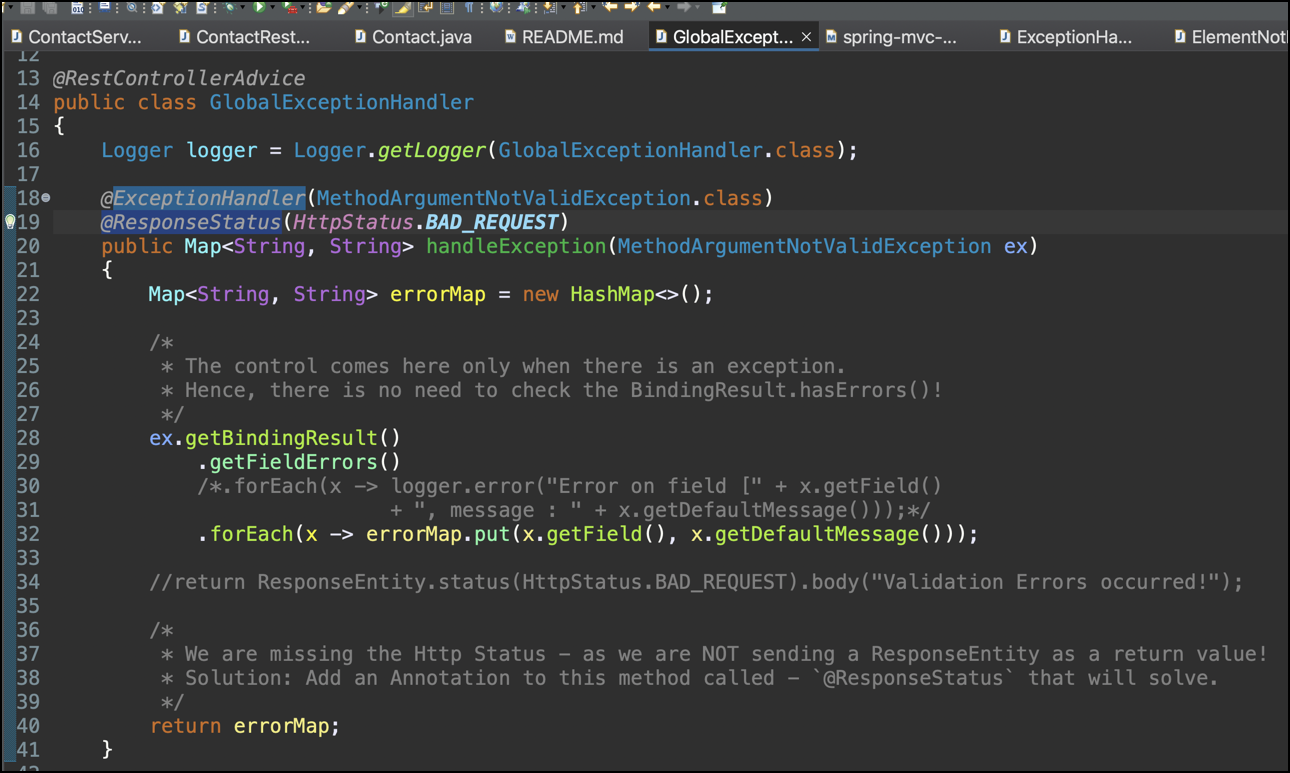 ContactServ... ContactRest... Contact.java README.md GlobalExcept... spring-mvc-... ExceptionHa... ElementNotI
12
13 @RestControllerAdvice
14 public class GlobalExceptionHandler
15 {
16 Logger logger = Logger.getLogger(GlobalExceptionHandler.class);
17
18 @ExceptionHandler(MethodArgumentNotValidException.class)
19 @ResponseStatus(HttpStatus.BAD_REQUEST)
20 public Map<String, String> handleException(MethodArgumentNotValidException ex)
21 {
22 Map<String, String> errorMap = new HashMap<>();
23
24 /*
25 * The control comes here only when there is an exception.
26 * Hence, there is no need to check the BindingResult.hasErrors()!
27 */
28 ex.getBindingResult()
29 .getFieldErrors()
30 /*.forEach(x -> logger.error("Error on field [" + x.getField()
31 + ", message : " + x.getDefaultMessage()));*/
32 .forEach(x -> errorMap.put(x.getField(), x.getDefaultMessage()));
33
34 //return ResponseEntity.status(HttpStatus.BAD_REQUEST).body("Validation Errors occurred!");
35
36 /*
37 * We are missing the Http Status - as we are NOT sending a ResponseEntity as a return value!
38 * Solution: Add an Annotation to this method called - `@ResponseStatus` that will solve.
39 */
40 return errorMap;
41 }